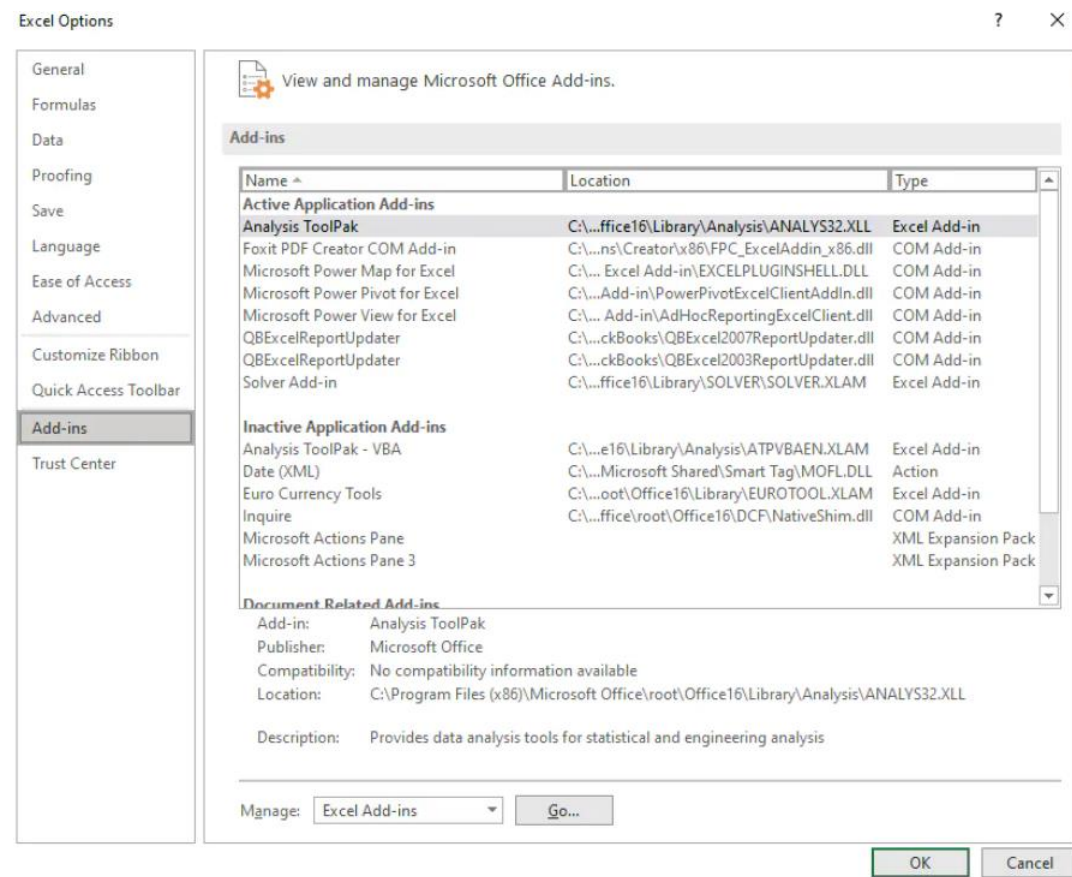 Excel Options ? ×
General
Formulas
Data
Proofing
Save
Language
Ease of Access
Advanced
Customize Ribbon
Quick Access Toolbar
Add-ins
Trust Center
View and manage Microsoft Office Add-ins.
Add-ins
Name Location Type
Active Application Add-ins
Analysis ToolPak C:\...ffice16\Library\Analysis\ANALYS32.XLL Excel Add-in
Foxit PDF Creator COM Add-in C:\...ns\Creator\x86\FPC_ExcelAddin_x86.dll COM Add-in
Microsoft Power Map for Excel C:\... Excel Add-in\EXCELPLUGINSHELL.DLL COM Add-in
Microsoft Power Pivot for Excel C:\...Add-in\PowerPivotExcelClientAddIn.dll COM Add-in
Microsoft Power View for Excel C:\... Add-in\AdHocReportingExcelClient.dll COM Add-in
QBExcelReportUpdater C:\...ckBooks\QBExcel2007ReportUpdater.dll COM Add-in
QBExcelReportUpdater C:\...ckBooks\QBExcel2003ReportUpdater.dll COM Add-in
Solver Add-in C:\...ffice16\Library\SOLVER\SOLVER.XLAM Excel Add-in
Inactive Application Add-ins
Analysis ToolPak - VBA C:\...e16\Library\Analysis\ATPVBAEN.XLAM Excel Add-in
Date (XML) C:\...Microsoft Shared\Smart Tag\MOFL.DLL Action
Euro Currency Tools C:\...oot\Office16\Library\EUROTOOL.XLAM Excel Add-in
Inquire C:\...ffice\root\Office16\DCF\NativeShim.dll COM Add-in
Microsoft Actions Pane XML Expansion Pack
Microsoft Actions Pane 3 XML Expansion Pack
Document Related Add-ins
Add-in: Analysis ToolPak
Publisher: Microsoft Office
Compatibility: No compatibility information available
Location: C:\Program Files (x86)\Microsoft Office\root\Office16\Library\Analysis\ANALYS32.XLL
Description: Provides data analysis tools for statistical and engineering analysis
Manage: Excel Add-ins Go...
OK Cancel